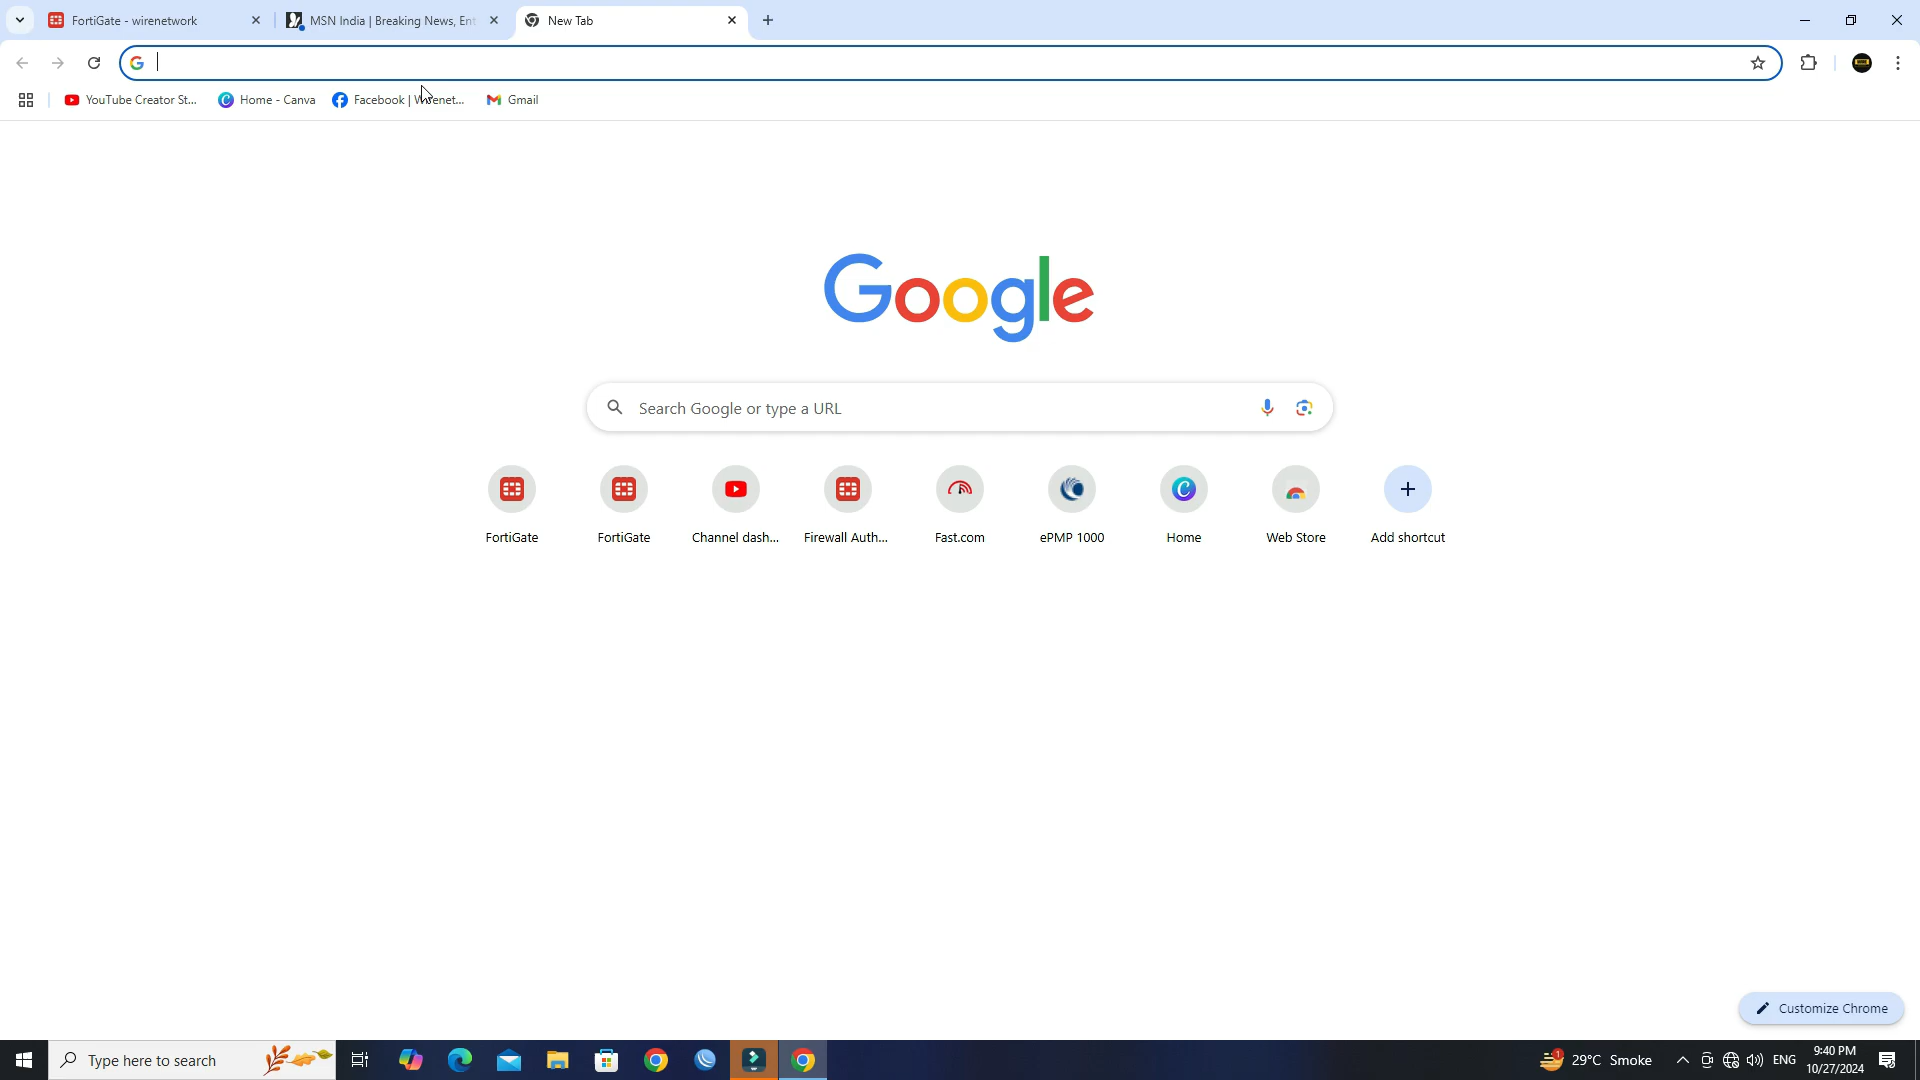 FortiGate - wirenetwork
MSN India | Breaking News, Ent
New Tab
YouTube Creator St...
Home - Canva
Facebook | Wirenet...
Gmail
Google
Search Google or type a URL
FortiGate
FortiGate
Channel dash...
Firewall Auth...
Fast.com
ePMP 1000
Home
Web Store
Add shortcut
Customize Chrome
Type here to search
1
29°C Smoke
ENG
9:40 PM
10/27/2024